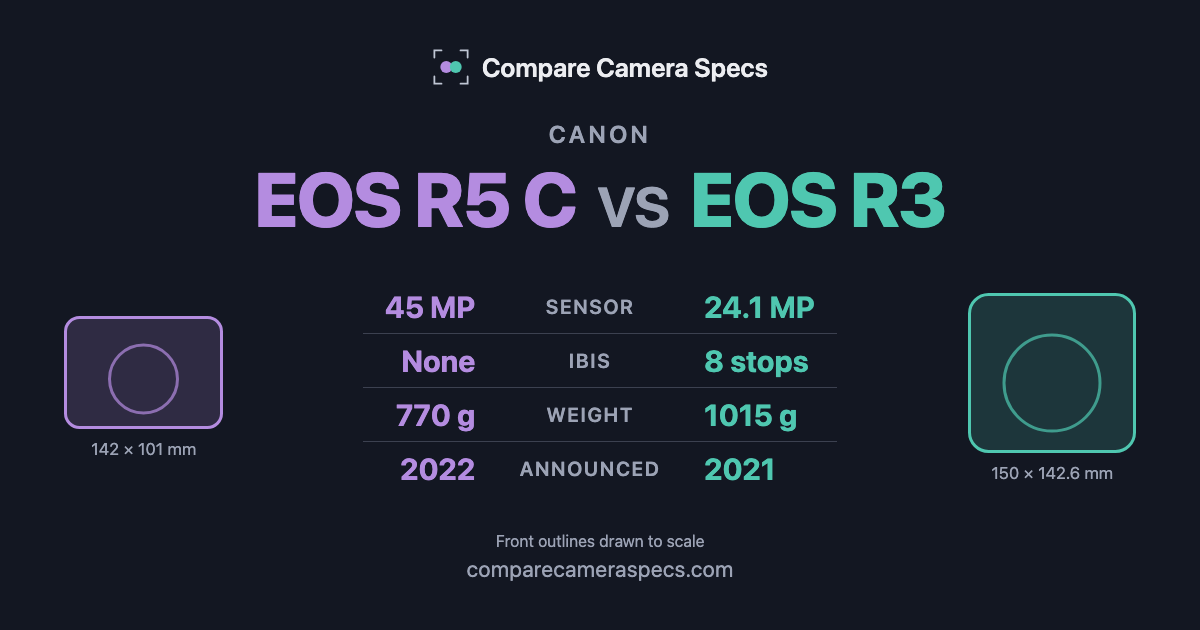 Compare Camera Specs
CANON
EOS R5 C vs EOS R3
45 MP SENSOR 24.1 MP
None IBIS 8 stops
770 g WEIGHT 1015 g
2022 ANNOUNCED 2021
142 × 101 mm
150 × 142.6 mm
Front outlines drawn to scale
comparecameraspecs.com